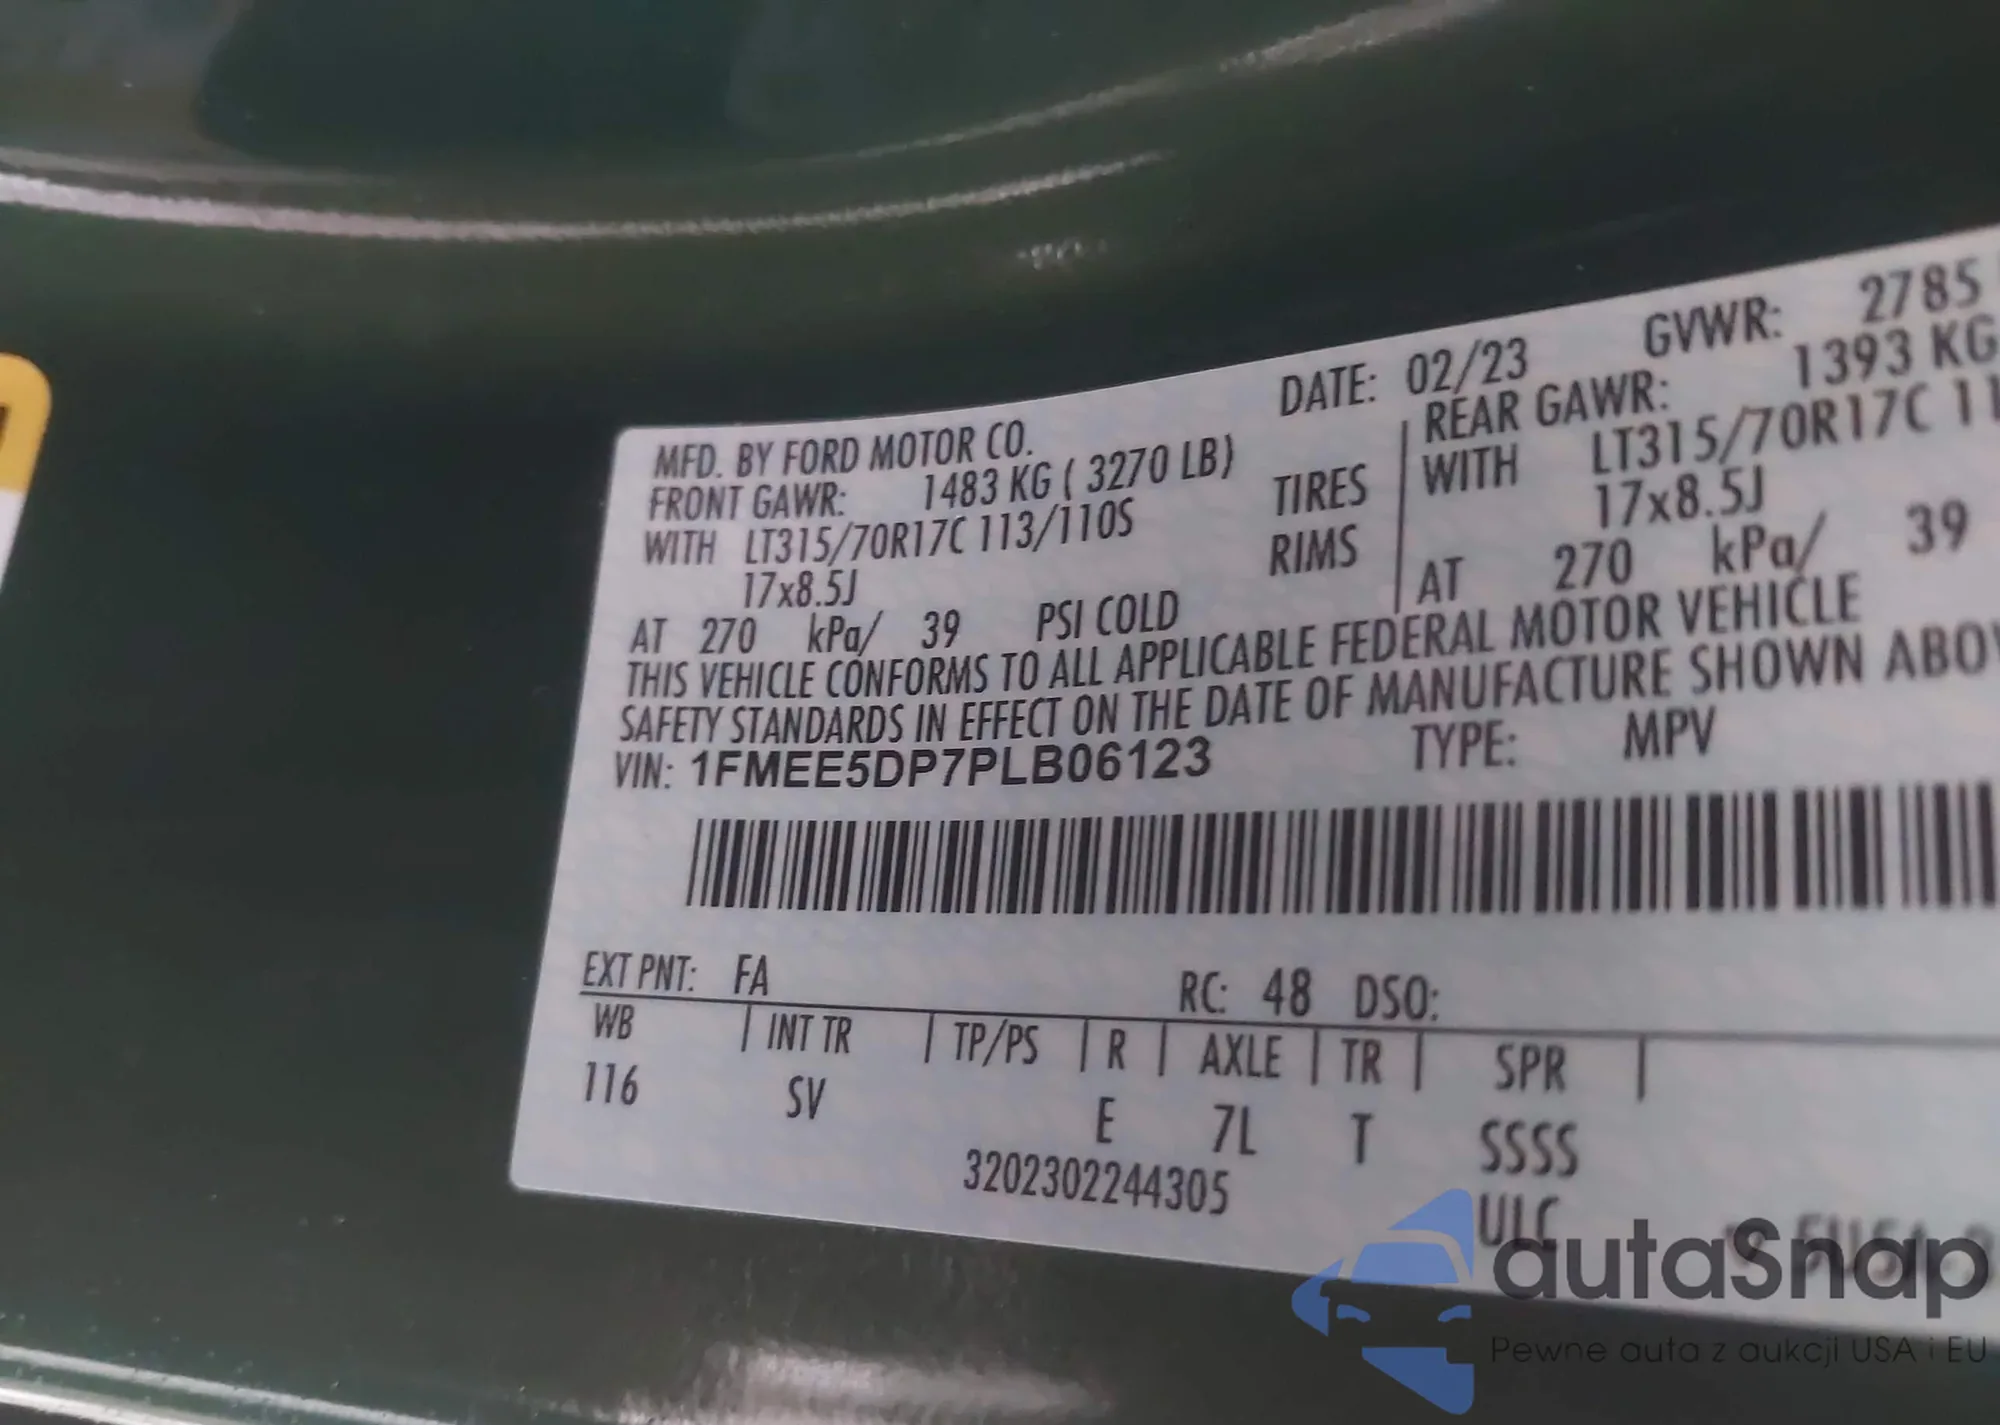 MFD. BY FORD MOTOR CO. DATE: 02/23 GVWR: 2785
FRONT GAWR: 1483 KG ( 3270 LB) REAR GAWR: 1393 KG
WITH LT315/70R17C 113/110S TIRES WITH LT315/70R17C 11
17x8.5J RIMS 17x8.5J
AT 270 kPa/ 39 PSI COLD AT 270 kPa/ 39
THIS VEHICLE CONFORMS TO ALL APPLICABLE FEDERAL MOTOR VEHICLE
SAFETY STANDARDS IN EFFECT ON THE DATE OF MANUFACTURE SHOWN ABOV
VIN: 1FMEE5DP7PLB06123 TYPE: MPV
EXT PNT: FA RC: 48 DSO:
WB | INT TR | TP/PS | R | AXLE | TR | SPR |
116 SV E 7L T SSSS
3202302244305 ULC
autaSnap
Pewne auta z aukcji USA i EU